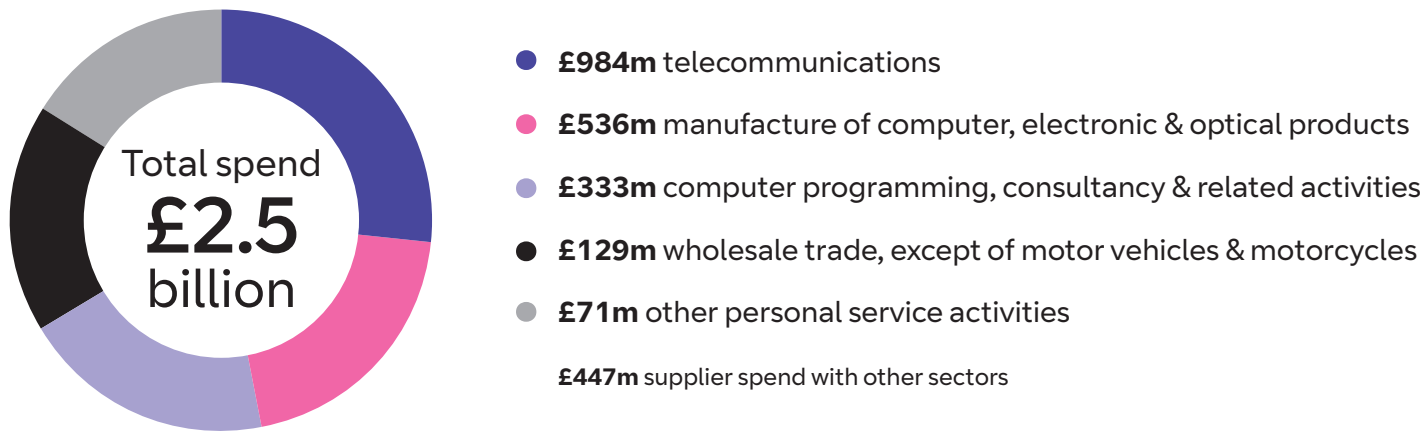 Total spend
£2.5
billion
£984m telecommunications
£536m manufacture of computer, electronic & optical products
£333m computer programming, consultancy & related activities
£129m wholesale trade, except of motor vehicles & motorcycles
£71m other personal service activities
£447m supplier spend with other sectors